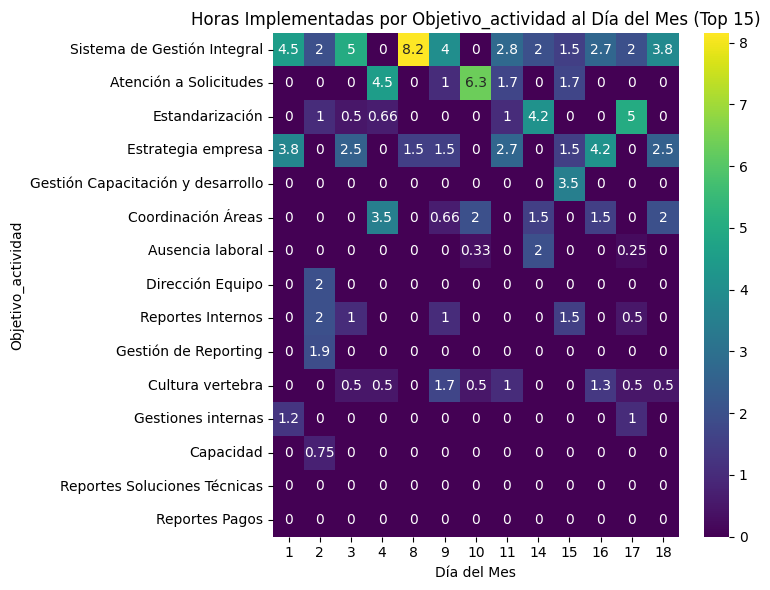 Horas Implementadas por Objetivo_actividad al Día del Mes (Top 15)
Sistema de Gestión Integral 4.5 2 5 0 8.2 4 0 2.8 2 1.5 2.7 2 3.8
Atención a Solicitudes 0 0 0 4.5 0 1 6.3 1.7 0 1.7 0 0 0
Estandarización 0 1 0.5 0.66 0 0 0 1 4.2 0 0 5 0
Estrategia empresa 3.8 0 2.5 0 1.5 1.5 0 2.7 0 1.5 4.2 0 2.5
Gestión Capacitación y desarrollo 0 0 0 0 0 0 0 0 0 3.5 0 0 0
Coordinación Áreas 0 0 0 3.5 0 0.66 2 0 1.5 0 1.5 0 2
Ausencia laboral 0 0 0 0 0 0 0.33 0 2 0 0 0.25 0
Dirección Equipo 0 2 0 0 0 0 0 0 0 0 0 0 0
Reportes Internos 0 2 1 0 0 1 0 0 0 1.5 0 0.5 0
Gestión de Reporting 0 1.9 0 0 0 0 0 0 0 0 0 0 0
Cultura vertebra 0 0 0.5 0.5 0 1.7 0.5 1 0 0 1.3 0.5 0.5
Gestiones internas 1.2 0 0 0 0 0 0 0 0 0 0 1 0
Capacidad 0 0.75 0 0 0 0 0 0 0 0 0 0 0
Reportes Soluciones Técnicas 0 0 0 0 0 0 0 0 0 0 0 0 0
Reportes Pagos 0 0 0 0 0 0 0 0 0 0 0 0 0
1 2 3 4 8 9 10 11 14 15 16 17 18
Día del Mes
Objetivo_actividad
8
7
6
5
4
3
2
1
0